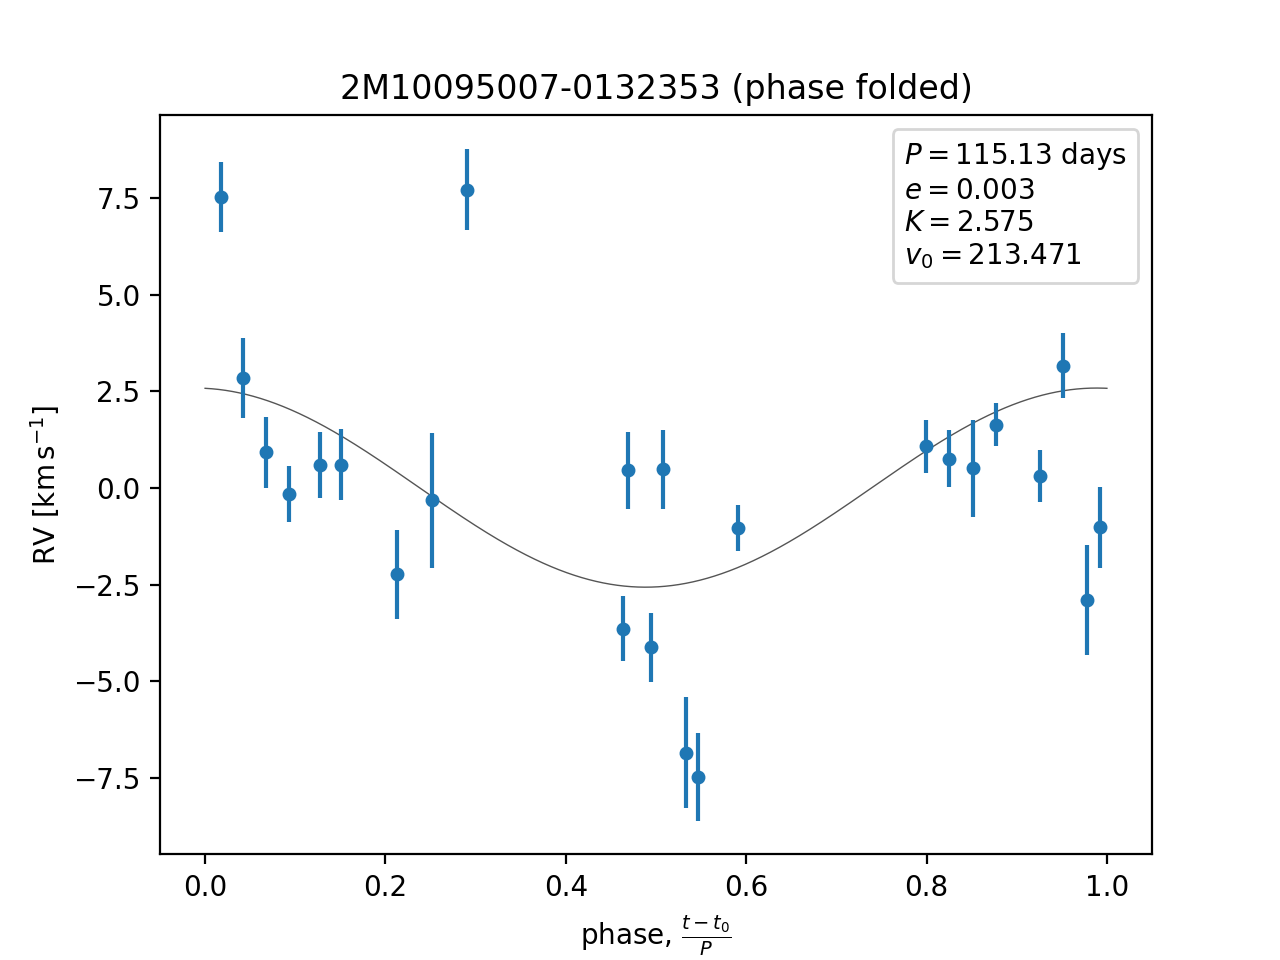 2M10095007-0132353 (phase folded)
P = 115.13 days
e = 0.003
K = 2.575
v₀ = 213.471
7.5
5.0
2.5
0.0
−2.5
−5.0
−7.5
RV [km s⁻¹]
0.0 0.2 0.4 0.6 0.8 1.0
phase, (t − t₀)/P